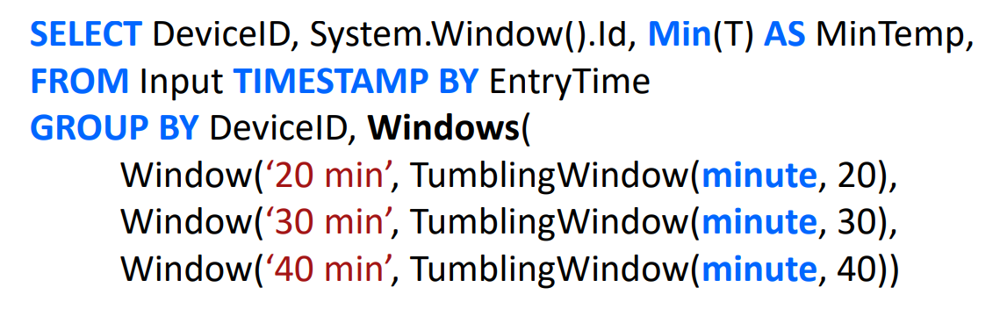 SELECT DeviceID, System.Window().Id, Min(T) AS MinTemp,
FROM Input TIMESTAMP BY EntryTime
GROUP BY DeviceID, Windows(
Window(‘20 min’, TumblingWindow(minute, 20),
Window(‘30 min’, TumblingWindow(minute, 30),
Window(‘40 min’, TumblingWindow(minute, 40))